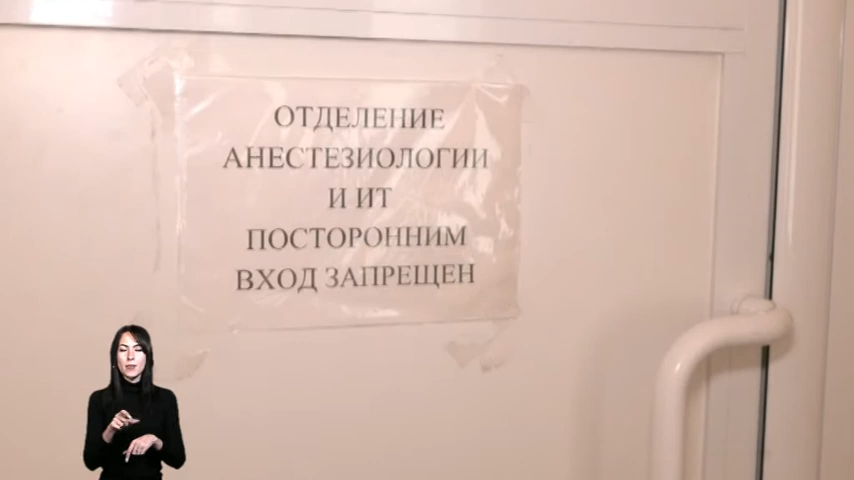 ОТДЕЛЕНИЕ
АНЕСТЕЗИОЛОГИИ
И ИТ
ПОСТОРОННИМ
ВХОД ЗАПРЕЩЕН